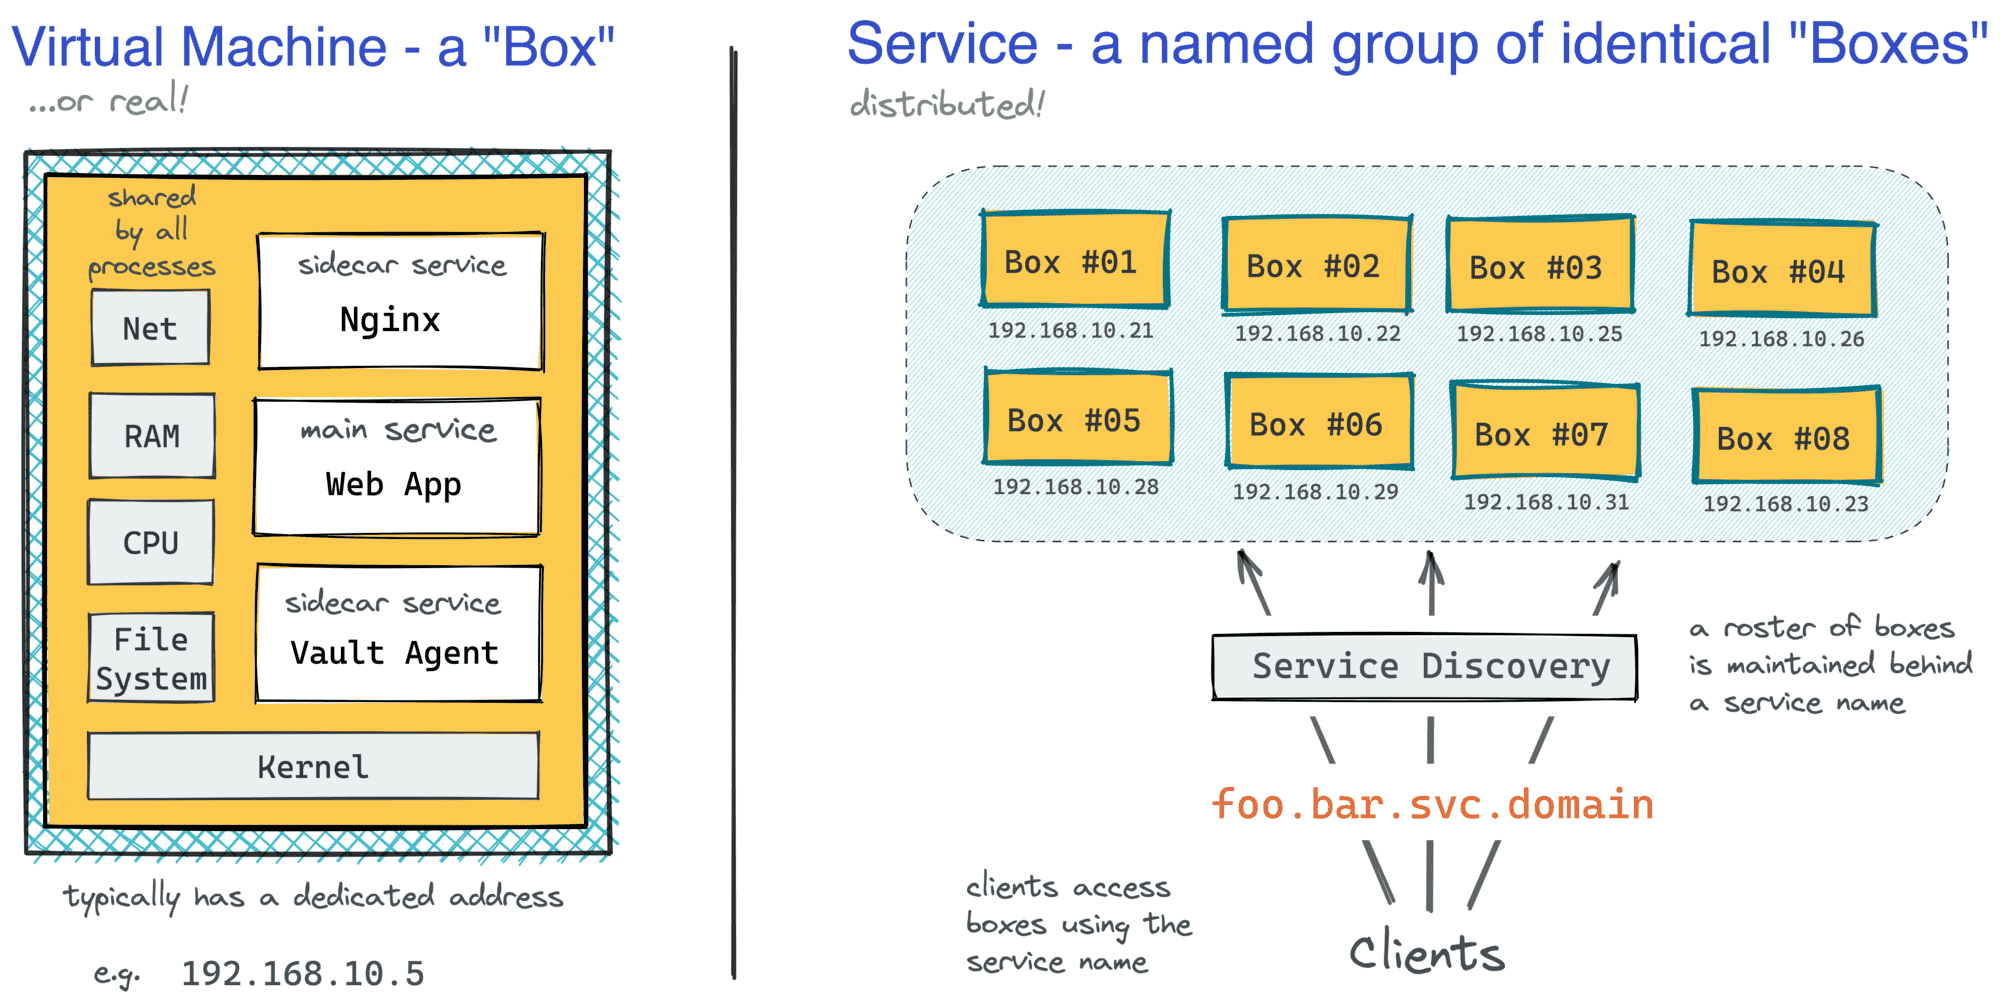 Virtual Machine - a "Box"
...or real!
shared
by all
processes
Net
RAM
CPU
File
System
Kernel
sidecar service
Nginx
main service
Web App
sidecar service
Vault Agent
typically has a dedicated address
e.g. 192.168.10.5
Service - a named group of identical "Boxes"
distributed!
Box #01
192.168.10.21
Box #02
192.168.10.22
Box #03
192.168.10.25
Box #04
192.168.10.26
Box #05
192.168.10.28
Box #06
192.168.10.29
Box #07
192.168.10.31
Box #08
192.168.10.23
Service Discovery
a roster of boxes
is maintained behind
a service name
foo.bar.svc.domain
clients access
boxes using the
service name
Clients